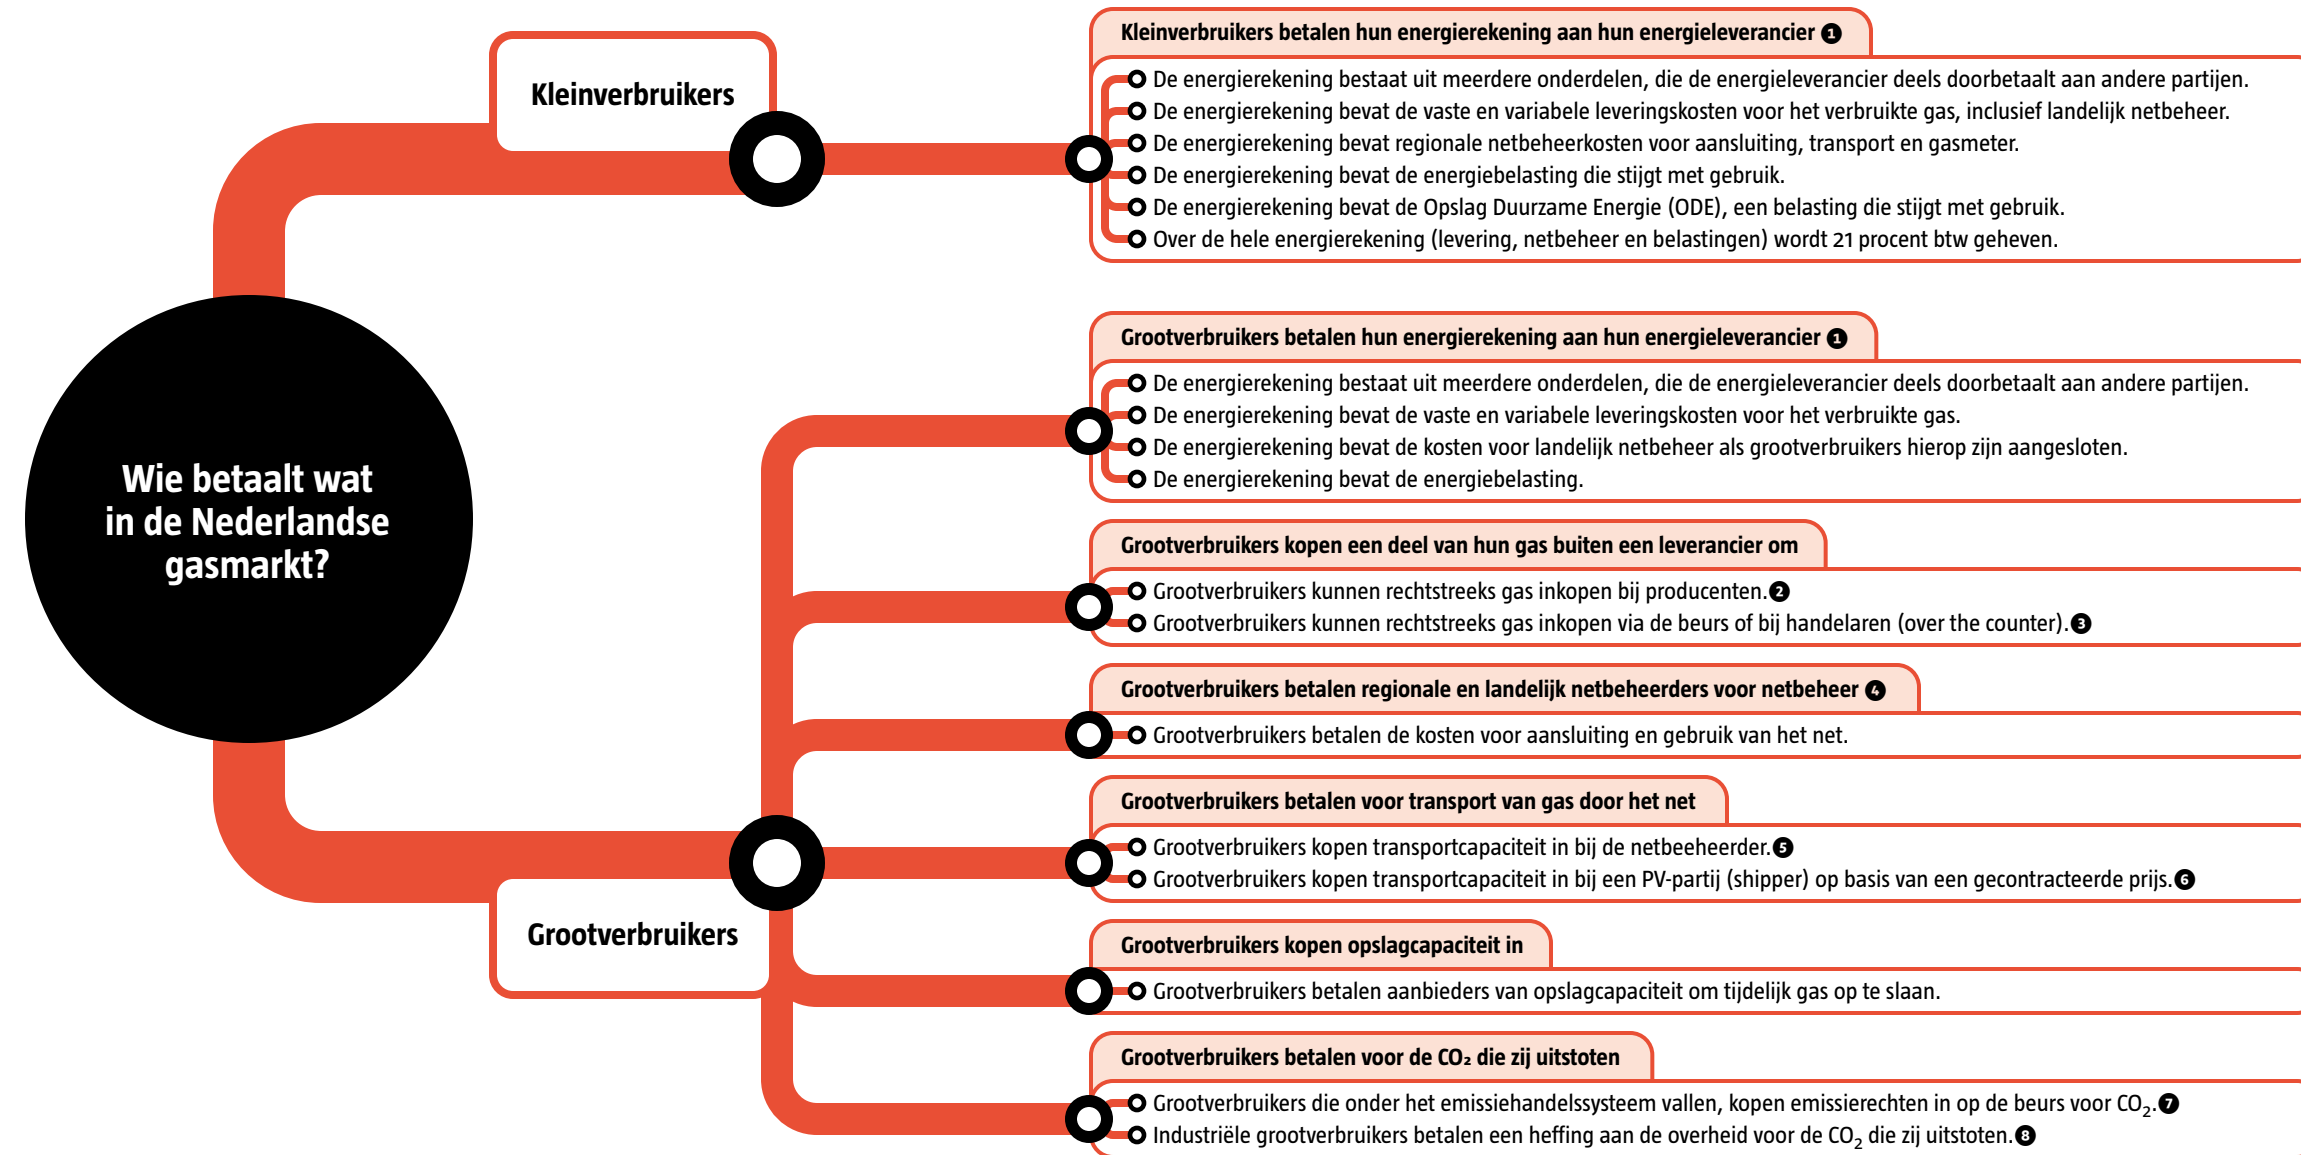 Wie betaalt wat
in de Nederlandse
gasmarkt?
Kleinverbruikers
Kleinverbruikers betalen hun energierekening aan hun energieleverancier ❶
De energierekening bestaat uit meerdere onderdelen, die de energieleverancier deels doorbetaalt aan andere partijen.
De energierekening bevat de vaste en variabele leveringskosten voor het verbruikte gas, inclusief landelijk netbeheer.
De energierekening bevat regionale netbeheerkosten voor aansluiting, transport en gasmeter.
De energierekening bevat de energiebelasting die stijgt met gebruik.
De energierekening bevat de Opslag Duurzame Energie (ODE), een belasting die stijgt met gebruik.
Over de hele energierekening (levering, netbeheer en belastingen) wordt 21 procent btw geheven.
Grootverbruikers
Grootverbruikers betalen hun energierekening aan hun energieleverancier ❶
De energierekening bestaat uit meerdere onderdelen, die de energieleverancier deels doorbetaalt aan andere partijen.
De energierekening bevat de vaste en variabele leveringskosten voor het verbruikte gas.
De energierekening bevat de kosten voor landelijk netbeheer als grootverbruikers hierop zijn aangesloten.
De energierekening bevat de energiebelasting.
Grootverbruikers kopen een deel van hun gas buiten een leverancier om
Grootverbruikers kunnen rechtstreeks gas inkopen bij producenten.❷
Grootverbruikers kunnen rechtstreeks gas inkopen via de beurs of bij handelaren (over the counter).❸
Grootverbruikers betalen regionale en landelijk netbeheerders voor netbeheer ❹
Grootverbruikers betalen de kosten voor aansluiting en gebruik van het net.
Grootverbruikers betalen voor transport van gas door het net
Grootverbruikers kopen transportcapaciteit in bij de netbeeheerder.❺
Grootverbruikers kopen transportcapaciteit in bij een PV-partij (shipper) op basis van een gecontracteerde prijs.❻
Grootverbruikers kopen opslagcapaciteit in
Grootverbruikers betalen aanbieders van opslagcapaciteit om tijdelijk gas op te slaan.
Grootverbruikers betalen voor de CO₂ die zij uitstoten
Grootverbruikers die onder het emissiehandelssysteem vallen, kopen emissierechten in op de beurs voor CO₂.❼
Industriële grootverbruikers betalen een heffing aan de overheid voor de CO₂ die zij uitstoten.❽